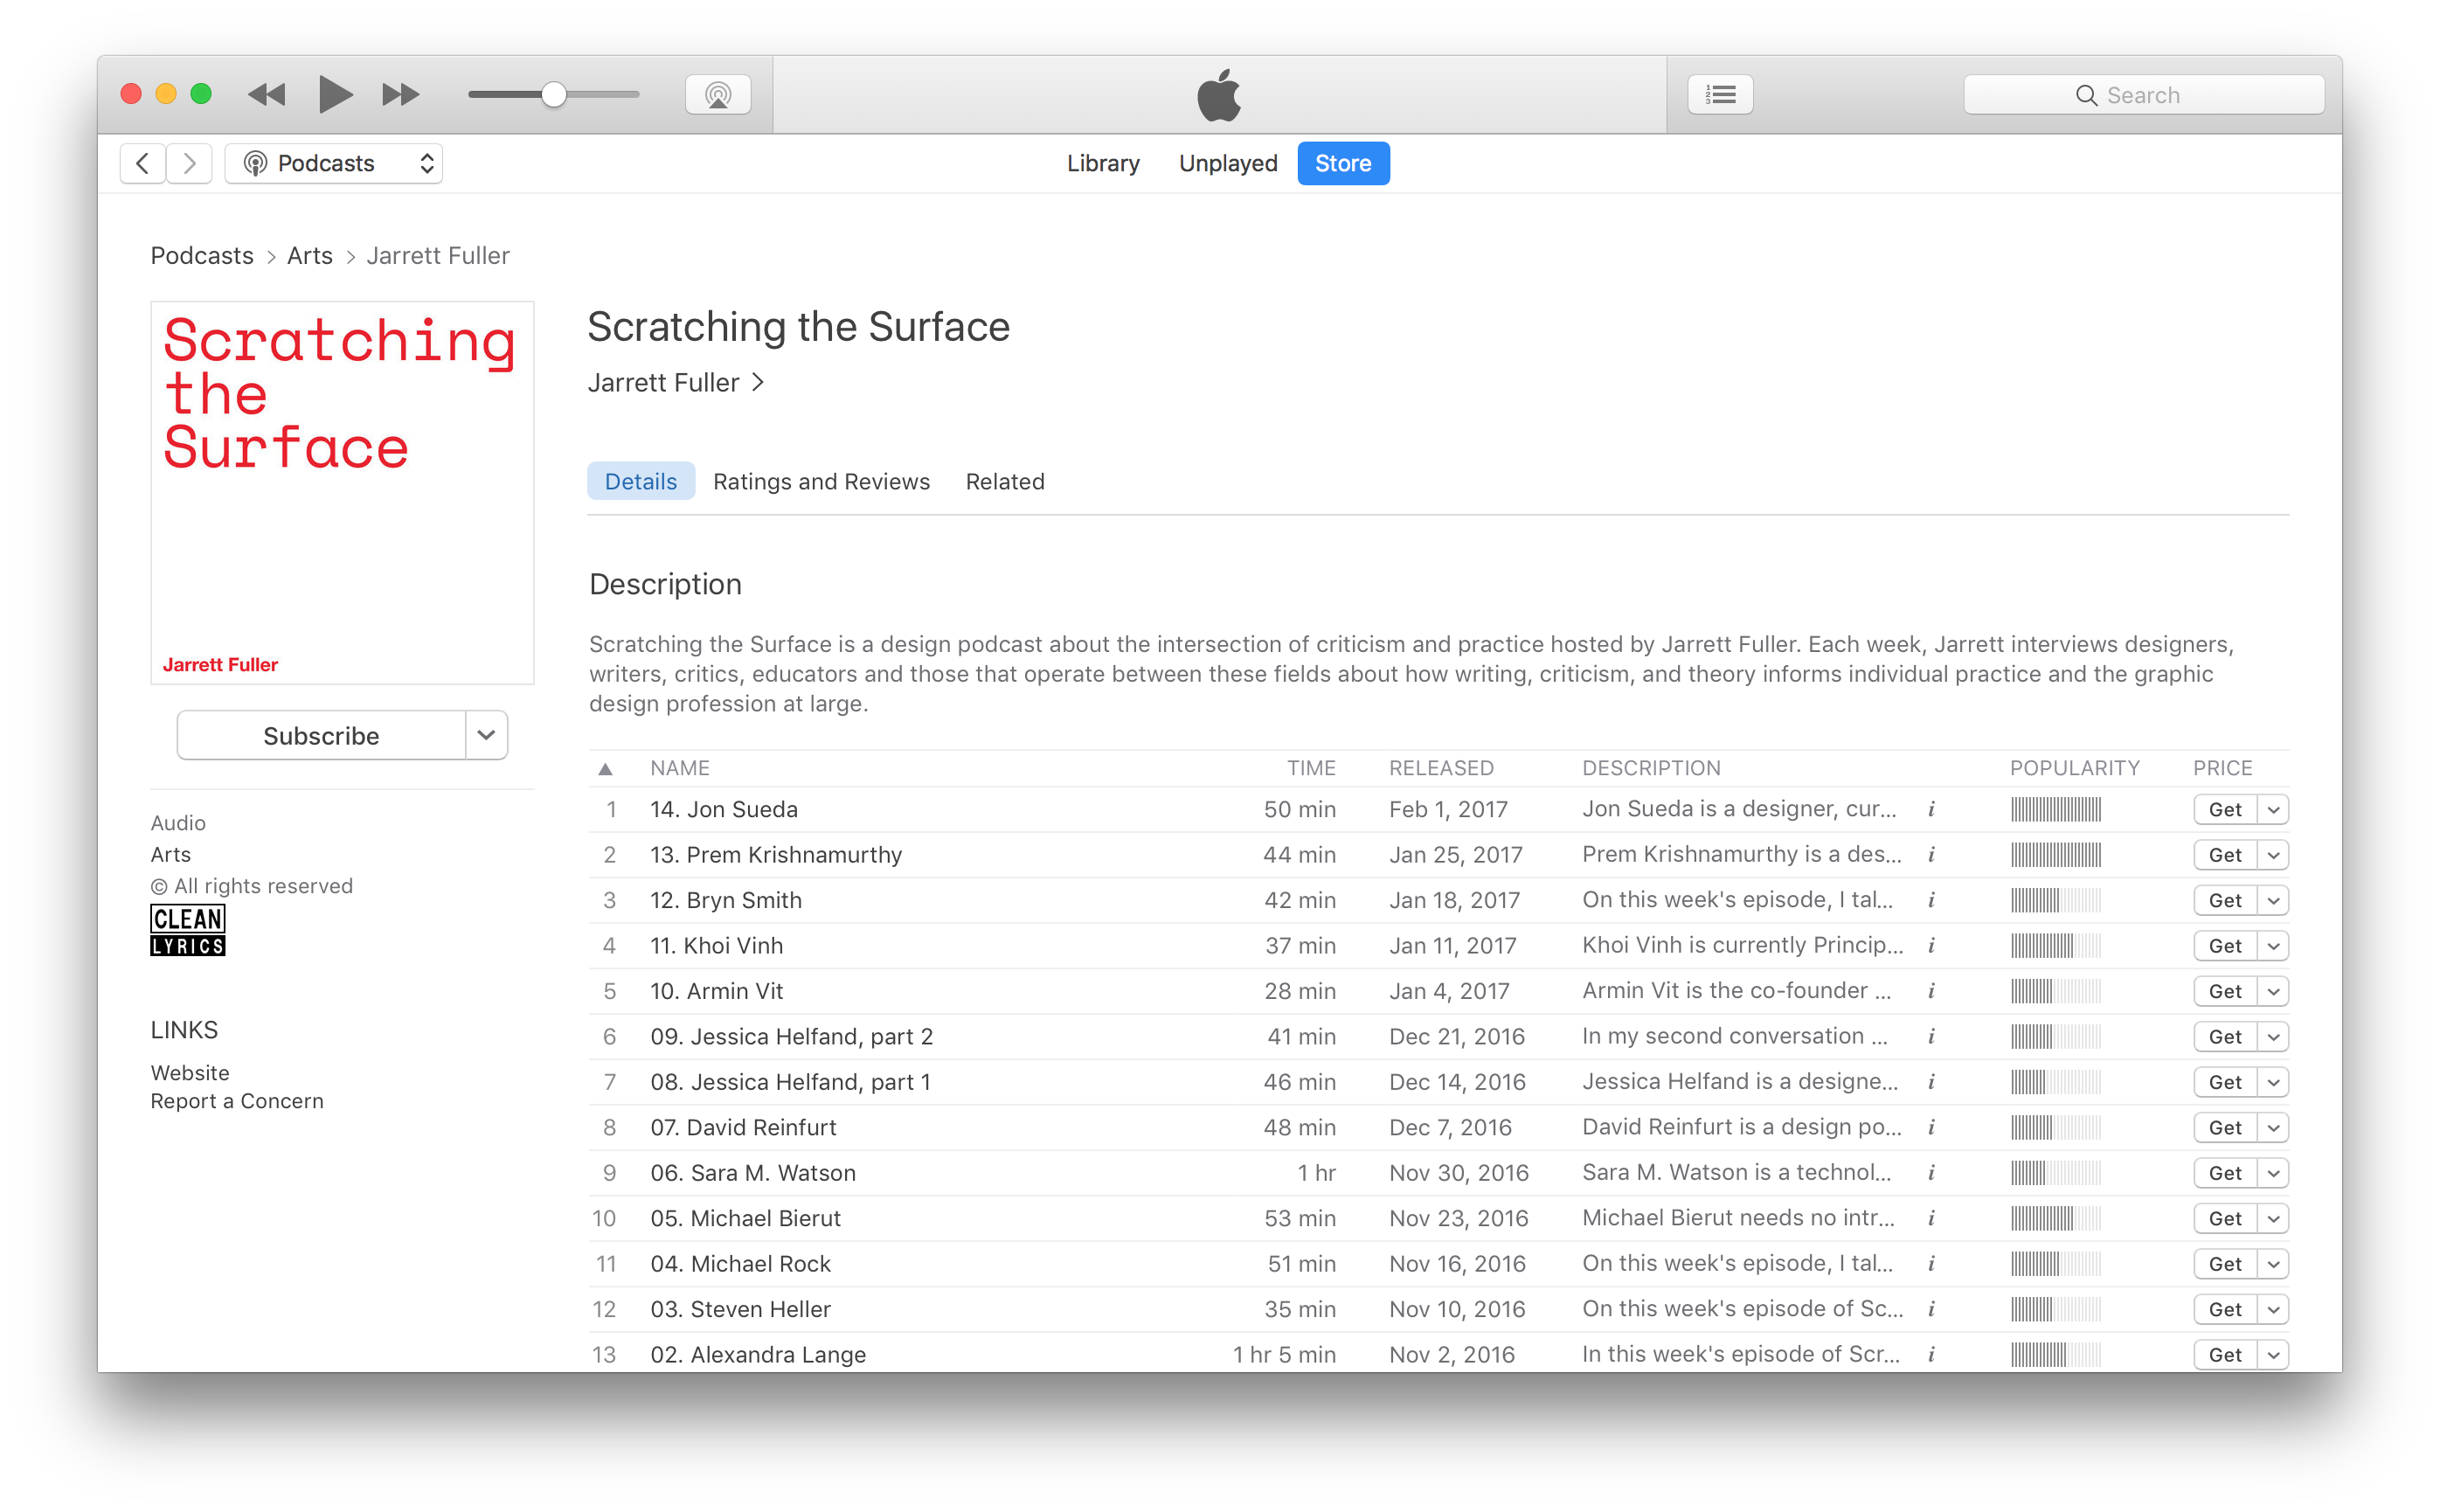 Search
Podcasts
Library Unplayed Store
Podcasts > Arts > Jarrett Fuller
Scratching
the
Surface
Jarrett Fuller
Subscribe
Audio
Arts
© All rights reserved
CLEAN
LYRICS
LINKS
Website
Report a Concern
Scratching the Surface
Jarrett Fuller >
Details Ratings and Reviews Related
Description
Scratching the Surface is a design podcast about the intersection of criticism and practice hosted by Jarrett Fuller. Each week, Jarrett interviews designers,
writers, critics, educators and those that operate between these fields about how writing, criticism, and theory informs individual practice and the graphic
design profession at large.
▲ NAME TIME RELEASED DESCRIPTION POPULARITY PRICE
1 14. Jon Sueda 50 min Feb 1, 2017 Jon Sueda is a designer, cur... i Get
2 13. Prem Krishnamurthy 44 min Jan 25, 2017 Prem Krishnamurthy is a des... i Get
3 12. Bryn Smith 42 min Jan 18, 2017 On this week's episode, I tal... i Get
4 11. Khoi Vinh 37 min Jan 11, 2017 Khoi Vinh is currently Princip... i Get
5 10. Armin Vit 28 min Jan 4, 2017 Armin Vit is the co-founder ... i Get
6 09. Jessica Helfand, part 2 41 min Dec 21, 2016 In my second conversation ... i Get
7 08. Jessica Helfand, part 1 46 min Dec 14, 2016 Jessica Helfand is a designe... i Get
8 07. David Reinfurt 48 min Dec 7, 2016 David Reinfurt is a design po... i Get
9 06. Sara M. Watson 1 hr Nov 30, 2016 Sara M. Watson is a technol... i Get
10 05. Michael Bierut 53 min Nov 23, 2016 Michael Bierut needs no intr... i Get
11 04. Michael Rock 51 min Nov 16, 2016 On this week's episode, I tal... i Get
12 03. Steven Heller 35 min Nov 10, 2016 On this week's episode of Sc... i Get
13 02. Alexandra Lange 1 hr 5 min Nov 2, 2016 In this week's episode of Scr... i Get